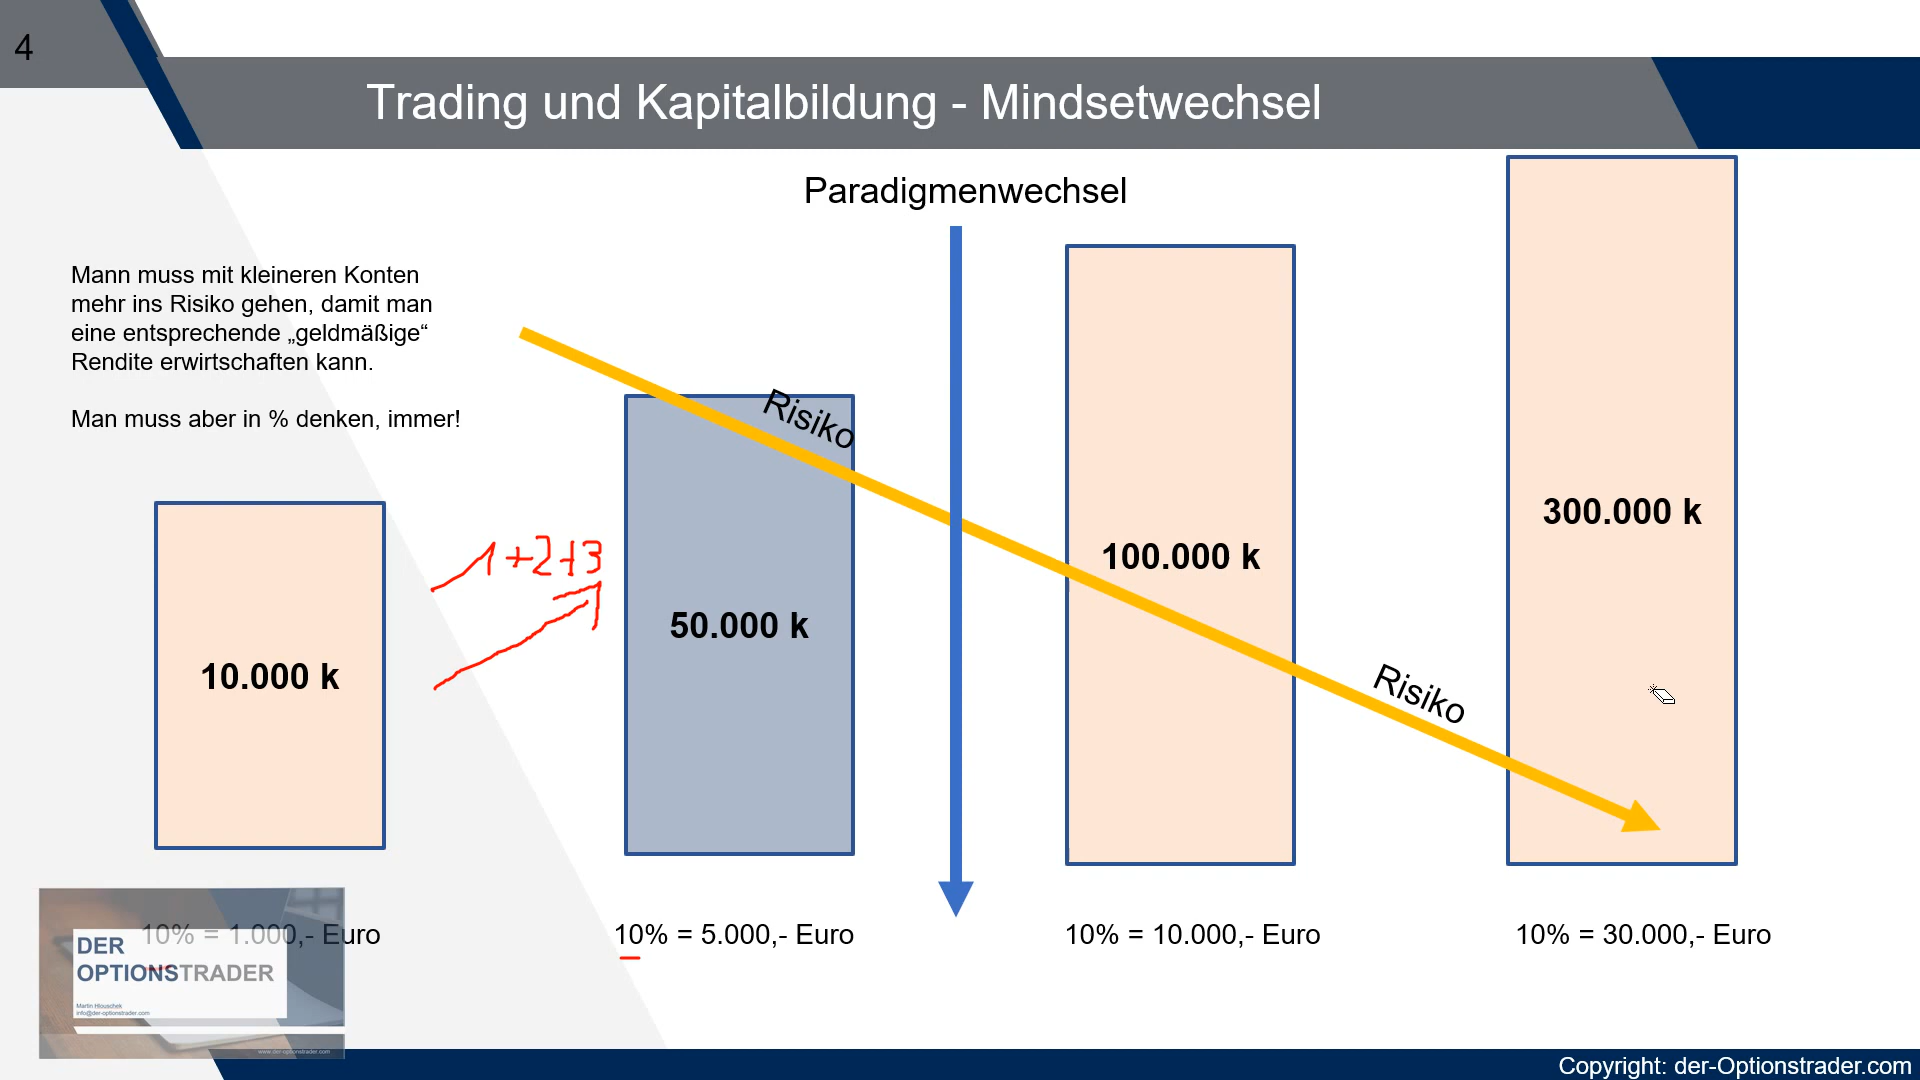 4
Trading und Kapitalbildung - Mindsetwechsel
Paradigmenwechsel
Mann muss mit kleineren Konten
mehr ins Risiko gehen, damit man
eine entsprechende „geldmäßige“
Rendite erwirtschaften kann.
Man muss aber in % denken, immer!
Risiko
1+2+3
10.000 k
50.000 k
100.000 k
300.000 k
Risiko
10% = 1.000,- Euro
10% = 5.000,- Euro
10% = 10.000,- Euro
10% = 30.000,- Euro
DER
OPTIONSTRADER
Martin Hlouschek
info@der-optionstrader.com
www.der-optionstrader.com
Copyright: der-Optionstrader.com